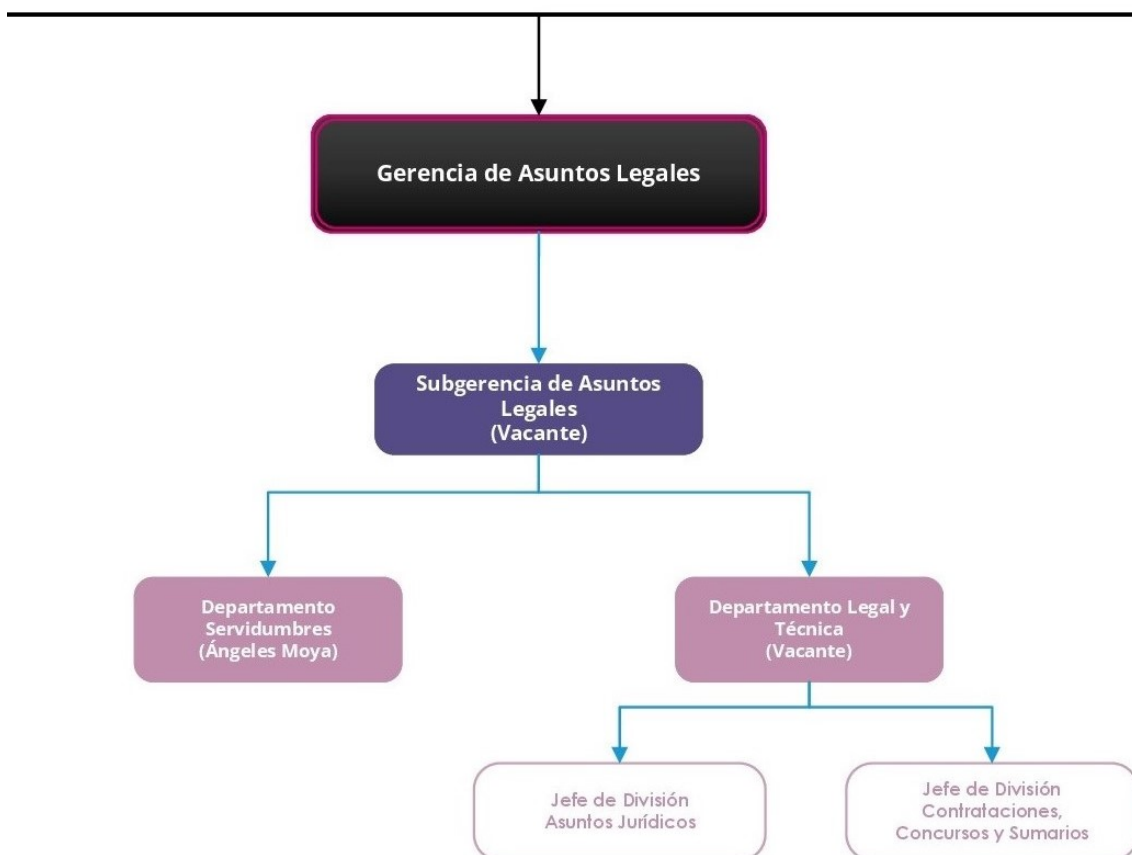 Gerencia de Asuntos Legales
Subgerencia de Asuntos
Legales
(Vacante)
Departamento
Servidumbres
(Ángeles Moya)
Departamento Legal y
Técnica
(Vacante)
Jefe de División
Asuntos Jurídicos
Jefe de División
Contrataciones,
Concursos y Sumarios